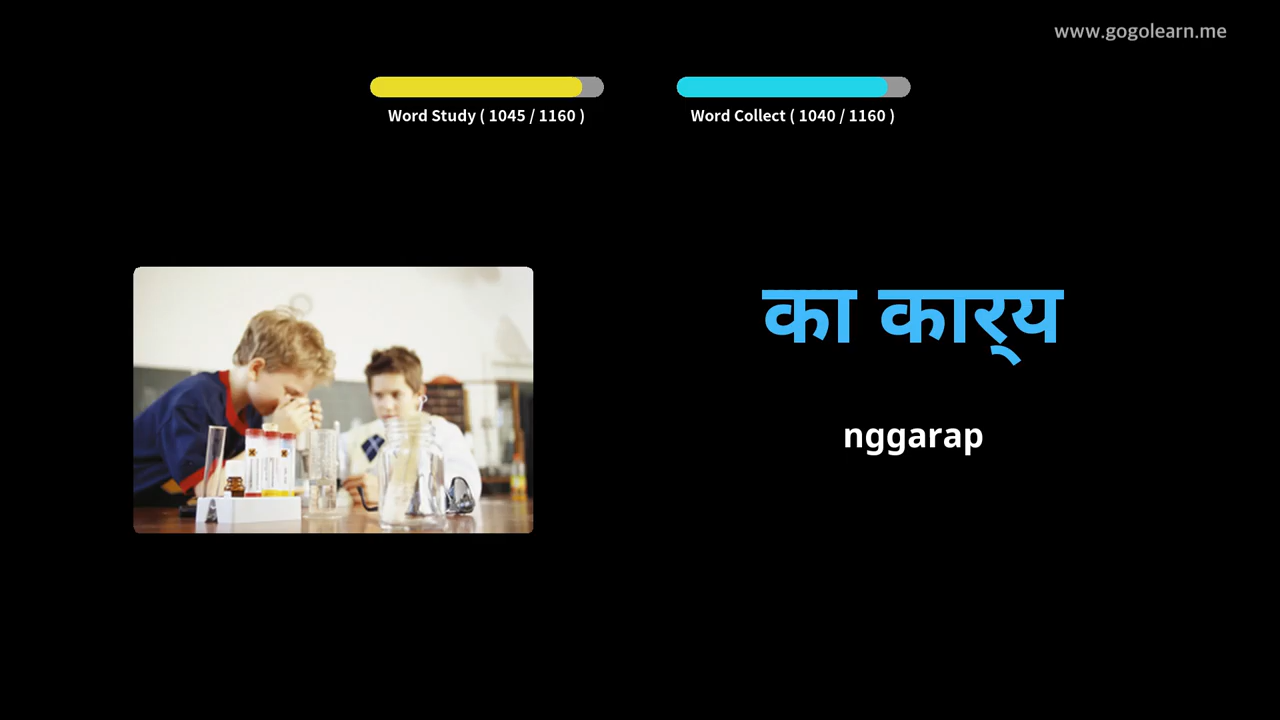 www.gogolearn.me
Word Study ( 1045 / 1160 )
Word Collect ( 1040 / 1160 )
का कार्‍य
nggarap